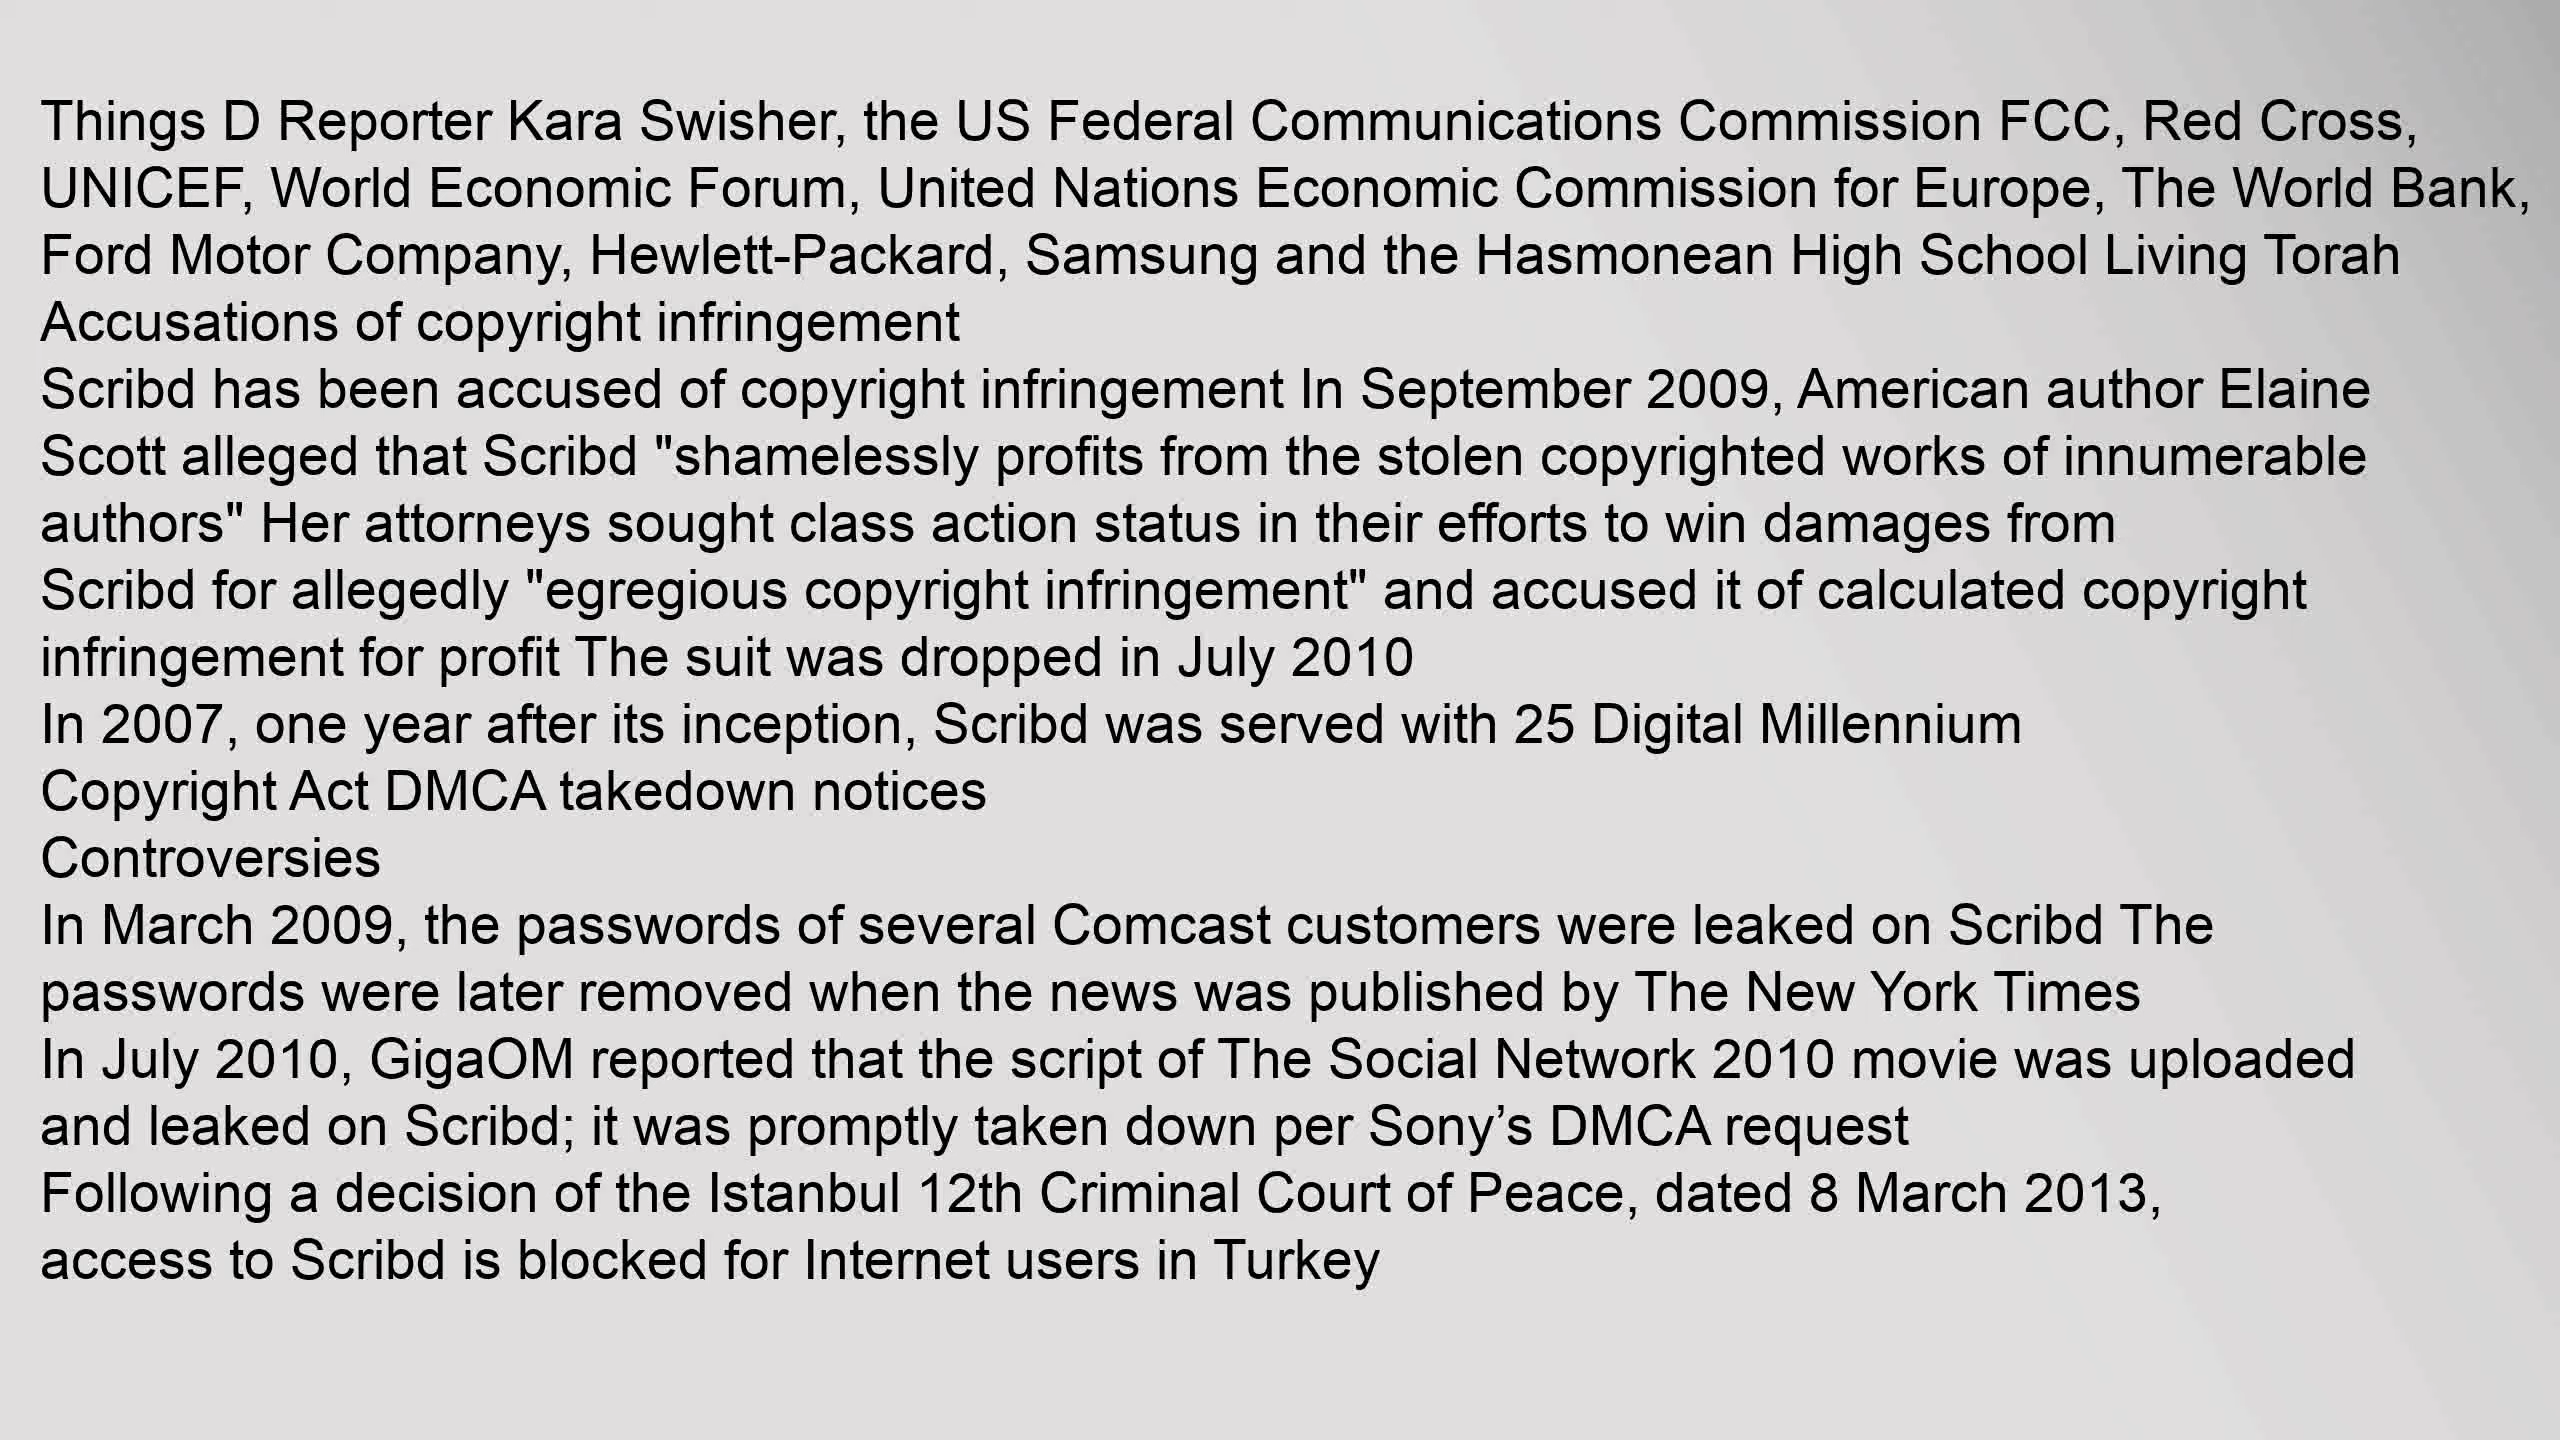 Things D Reporter Kara Swisher, the US Federal Communications Commission FCC, Red Cross,
UNICEF, World Economic Forum, United Nations Economic Commission for Europe, The World Bank,
Ford Motor Company, Hewlett-Packard, Samsung and the Hasmonean High School Living Torah
Accusations of copyright infringement
Scribd has been accused of copyright infringement In September 2009, American author Elaine
Scott alleged that Scribd "shamelessly profits from the stolen copyrighted works of innumerable
authors" Her attorneys sought class action status in their efforts to win damages from
Scribd for allegedly "egregious copyright infringement" and accused it of calculated copyright
infringement for profit The suit was dropped in July 2010
In 2007, one year after its inception, Scribd was served with 25 Digital Millennium
Copyright Act DMCA takedown notices
Controversies
In March 2009, the passwords of several Comcast customers were leaked on Scribd The
passwords were later removed when the news was published by The New York Times
In July 2010, GigaOM reported that the script of The Social Network 2010 movie was uploaded
and leaked on Scribd; it was promptly taken down per Sony’s DMCA request
Following a decision of the Istanbul 12th Criminal Court of Peace, dated 8 March 2013,
access to Scribd is blocked for Internet users in Turkey